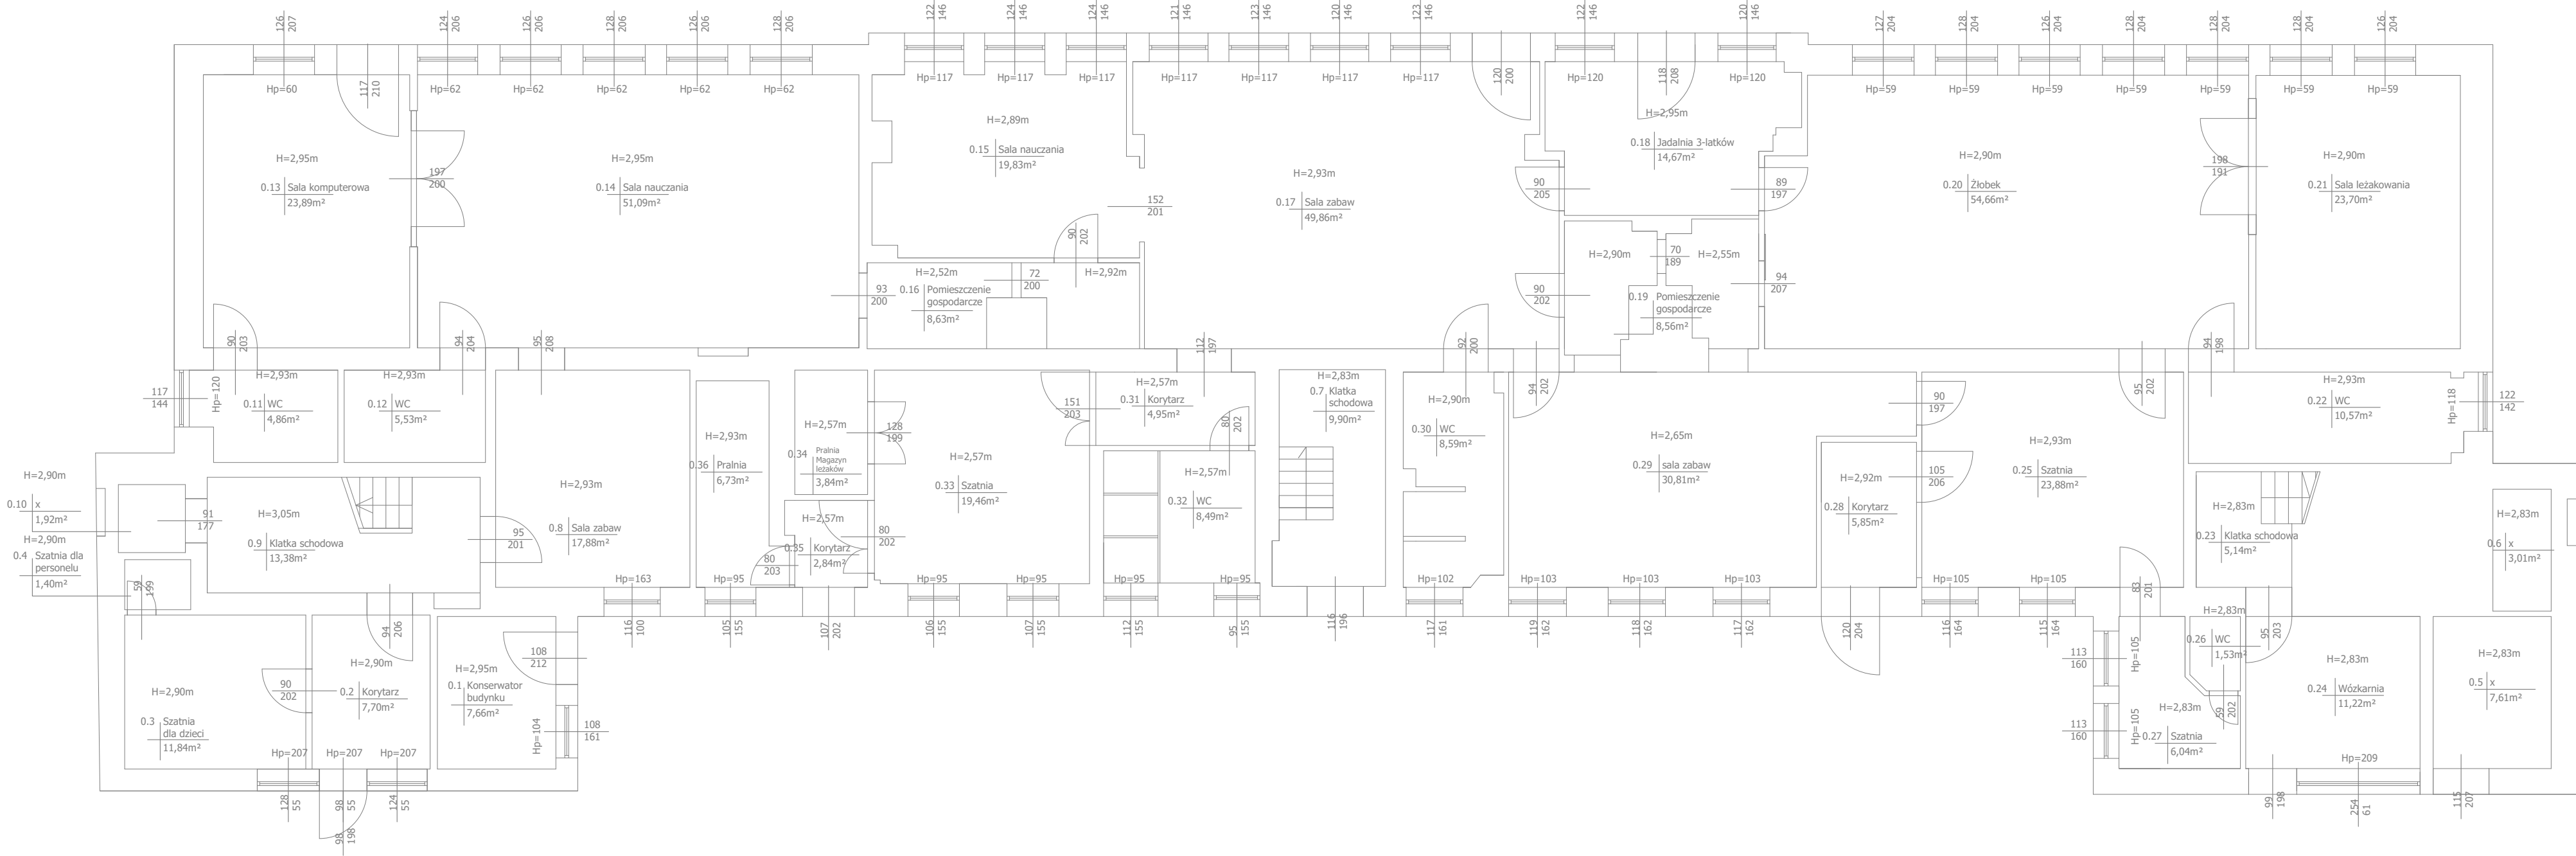 126
207
124
206
126
206
128
206
126
206
128
206
122
146
124
146
124
146
121
146
123
146
120
146
123
146
122
146
120
146
127
204
128
204
126
204
128
204
128
204
128
204
126
204
Hp=60
117
210
Hp=62
Hp=62
Hp=62
Hp=62
Hp=62
Hp=117
Hp=117
Hp=117
Hp=117
Hp=117
Hp=117
Hp=117
120
200
Hp=120
118
208
Hp=120
Hp=59
Hp=59
Hp=59
Hp=59
Hp=59
Hp=59
Hp=59
H=2,95m
0.13 Sala komputerowa
23,89m²
197
200
H=2,95m
0.14 Sala nauczania
51,09m²
H=2,89m
0.15 Sala nauczania
19,83m²
152
201
90
202
H=2,93m
0.17 Sala zabaw
49,86m²
90
205
H=2,95m
0.18 Jadalnia 3-latków
14,67m²
89
197
H=2,90m
0.20 Żłobek
54,66m²
198
191
H=2,90m
0.21 Sala leżakowania
23,70m²
93
200
H=2,52m
0.16 Pomieszczenie
gospodarcze
8,63m²
72
200
H=2,92m
90
202
H=2,90m
70
189
H=2,55m
0.19 Pomieszczenie
gospodarcze
8,56m²
94
207
90
203
94
204
95
208
112
197
92
200
94
202
95
202
94
198
117
144
Hp=120
H=2,93m
0.11 WC
4,86m²
H=2,93m
0.12 WC
5,53m²
H=2,93m
0.36 Pralnia
6,73m²
H=2,57m
0.34 Pralnia
Magazyn
leżaków
3,84m²
128
199
H=2,57m
0.33 Szatnia
19,46m²
151
203
H=2,57m
0.31 Korytarz
4,95m²
80
202
H=2,57m
0.32 WC
8,49m²
H=2,83m
0.7 Klatka
schodowa
9,90m²
H=2,90m
0.30 WC
8,59m²
H=2,65m
0.29 sala zabaw
30,81m²
90
197
H=2,92m
0.28 Korytarz
5,85m²
105
206
H=2,93m
0.25 Szatnia
23,88m²
H=2,93m
0.22 WC
10,57m²
Hp=118
122
142
H=2,90m
0.10 x
1,92m²
H=2,90m
0.4 Szatnia dla
personelu
1,40m²
91
177
59
199
H=3,05m
0.9 Klatka schodowa
13,38m²
95
201
H=2,93m
0.8 Sala zabaw
17,88m²
H=2,57m
0.35 Korytarz
2,84m²
80
203
80
202
H=2,83m
0.23 Klatka schodowa
5,14m²
H=2,83m
0.6 x
3,01m²
Hp=163
Hp=95
Hp=95
Hp=95
Hp=95
Hp=95
Hp=102
Hp=103
Hp=103
Hp=103
Hp=105
Hp=105
83
201
116
100
105
155
107
202
106
155
107
155
112
155
95
155
116
196
117
161
119
162
118
162
117
162
120
204
116
164
115
164
94
206
H=2,90m
0.3 Szatnia
dla dzieci
11,84m²
90
202
H=2,90m
0.2 Korytarz
7,70m²
H=2,95m
0.1 Konserwator
budynku
7,66m²
108
212
Hp=104
108
161
113
160
Hp=105
113
160
Hp=105
H=2,83m
0.26 WC
1,53m²
95
203
H=2,83m
0.27 Szatnia
6,04m²
59
202
H=2,83m
0.24 Wózkarnia
11,22m²
H=2,83m
0.5 x
7,61m²
Hp=207
Hp=207
Hp=207
Hp=209
128
55
98
55
124
55
98
198
99
198
254
61
115
207